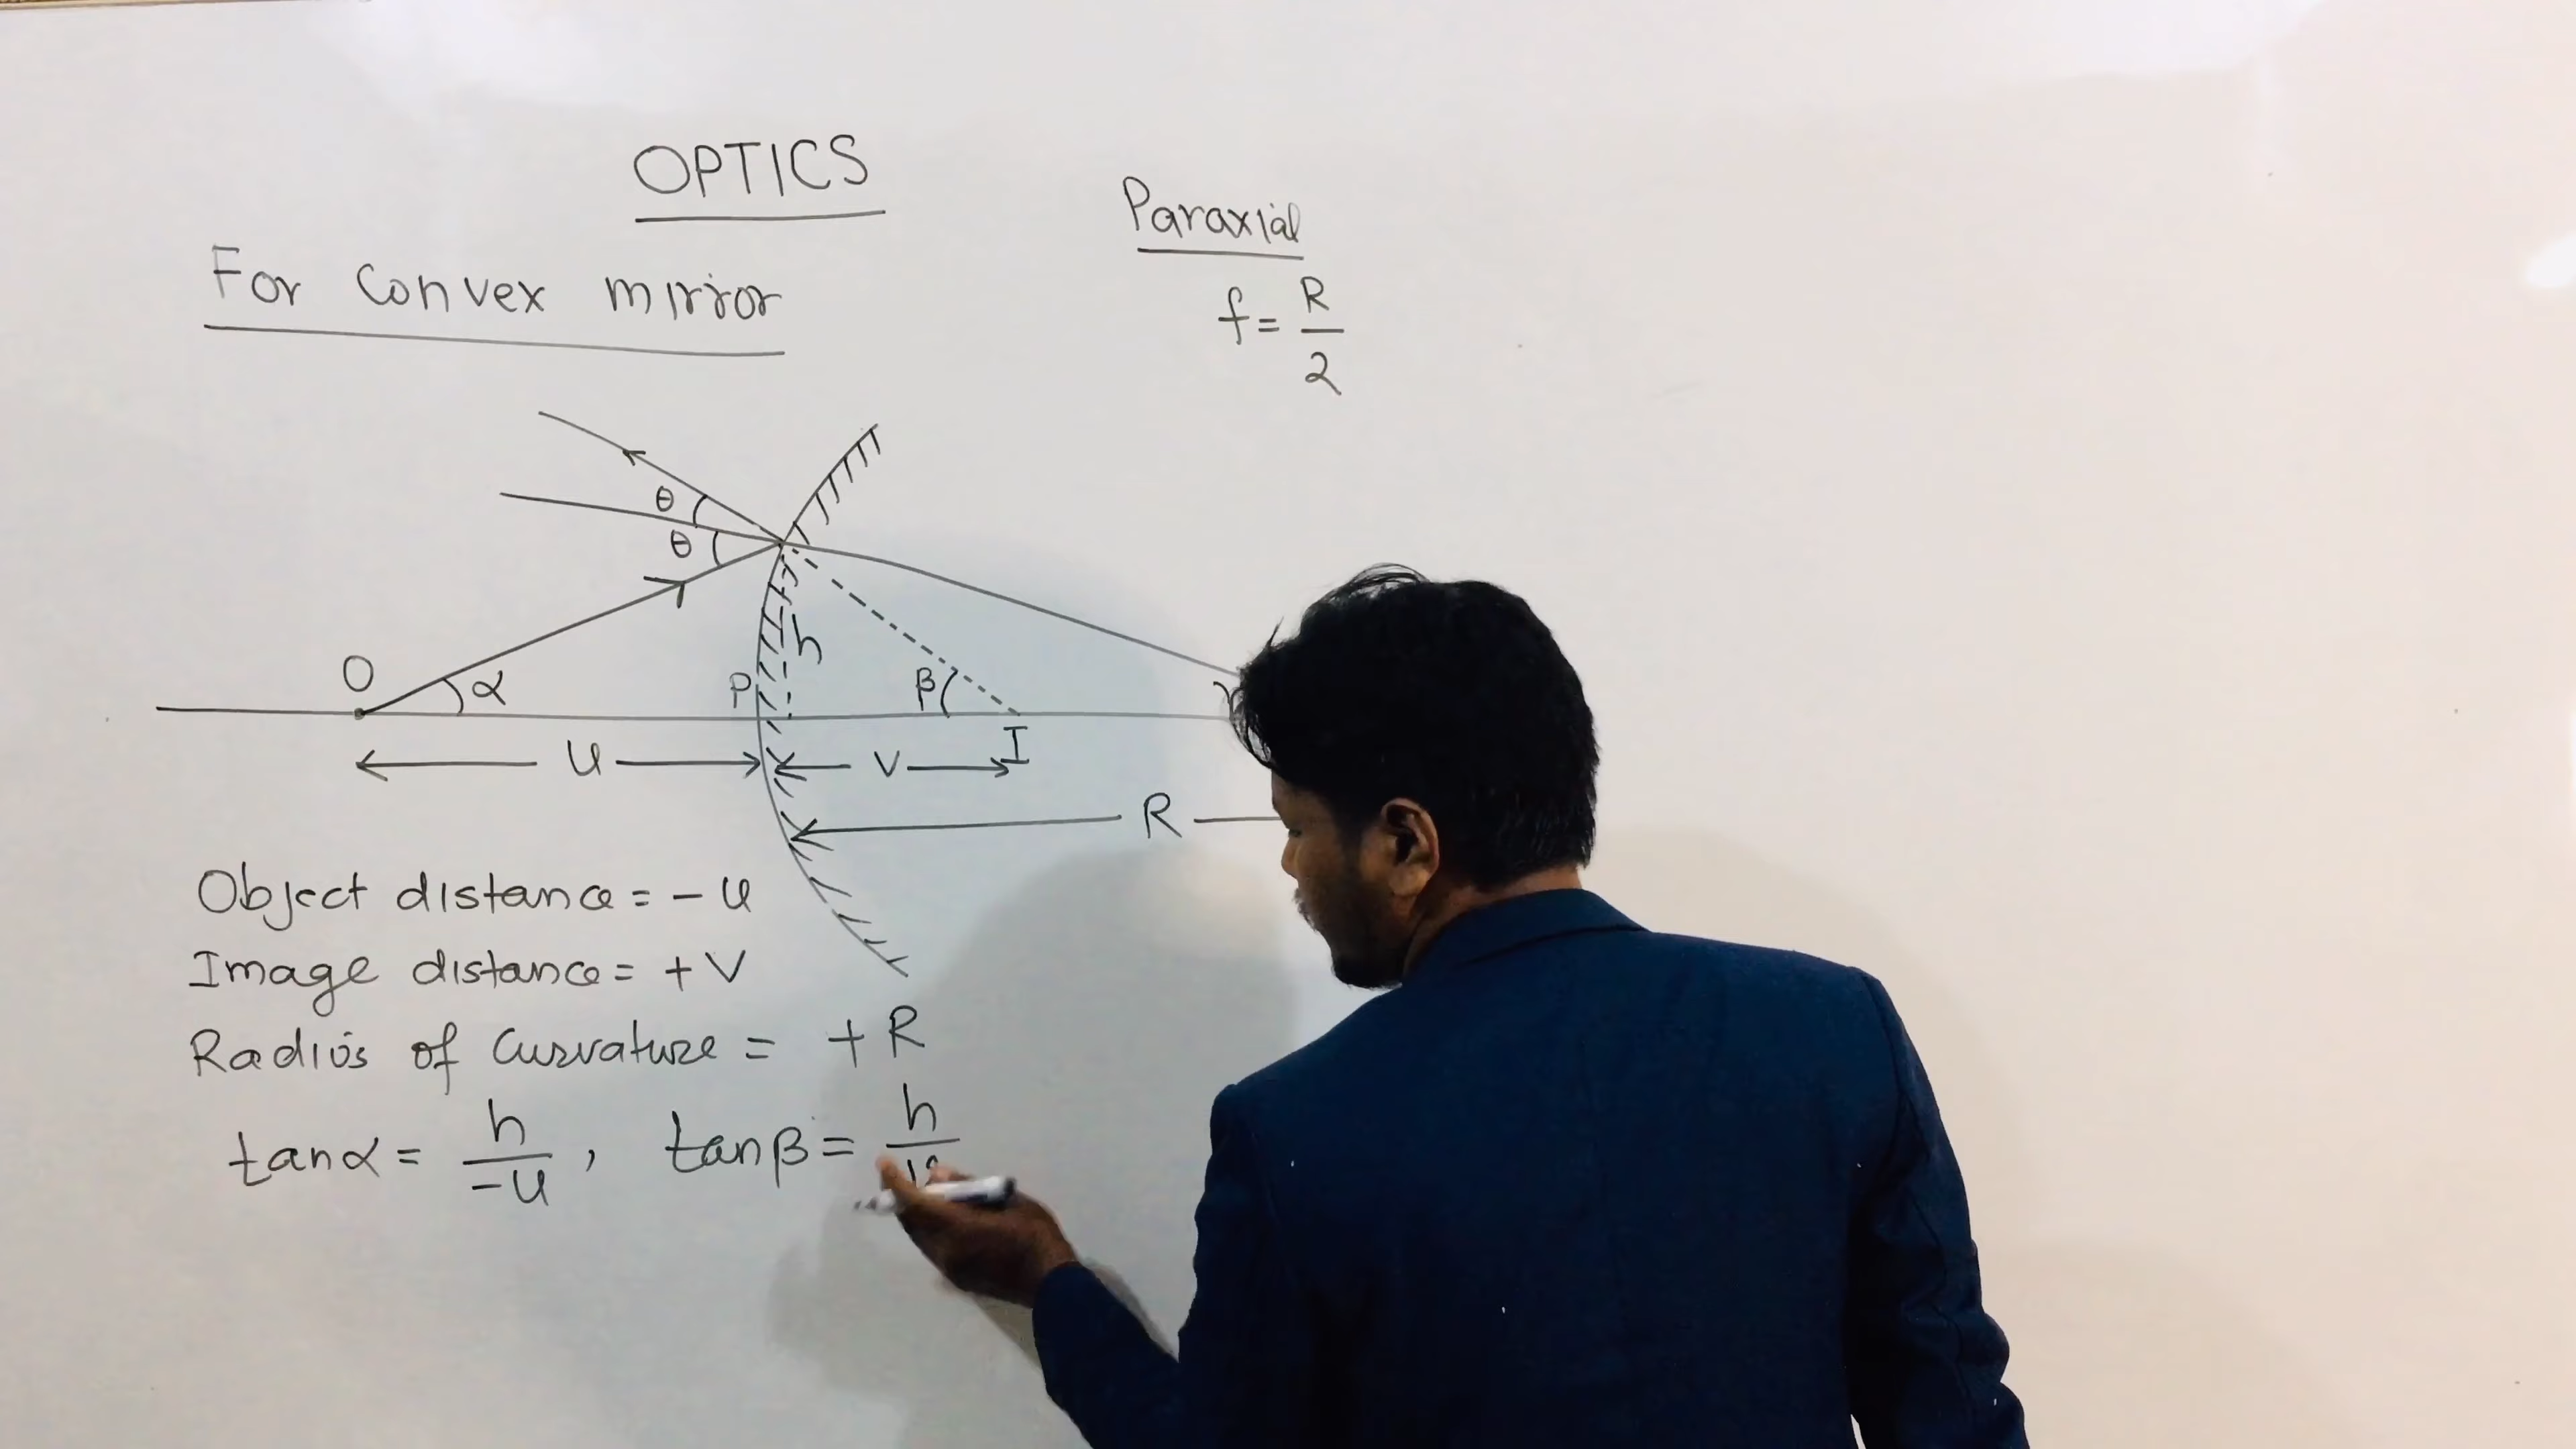 OPTICS
Paraxial
For Convex mirror
f = R/2
θ
θ
h
O
α
P
β
I
u
v
R
Object distance = - u
Image distance = + v
Radius of Curvature = + R
tanα = h/-u , tanβ = h/